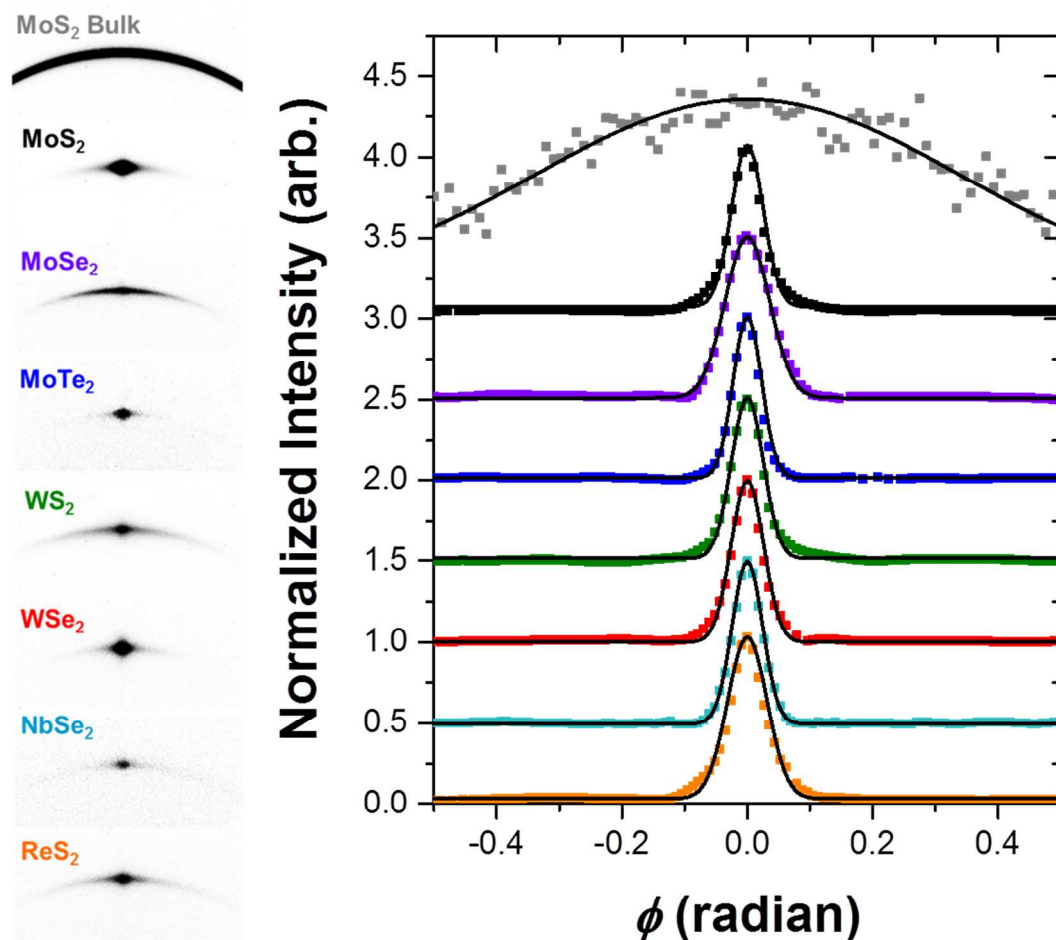 MoS₂ Bulk
MoS₂
MoSe₂
MoTe₂
WS₂
WSe₂
NbSe₂
ReS₂
Normalized Intensity (arb.)
4.5
4.0
3.5
3.0
2.5
2.0
1.5
1.0
0.5
0.0
-0.4 -0.2 0.0 0.2 0.4
ϕ (radian)